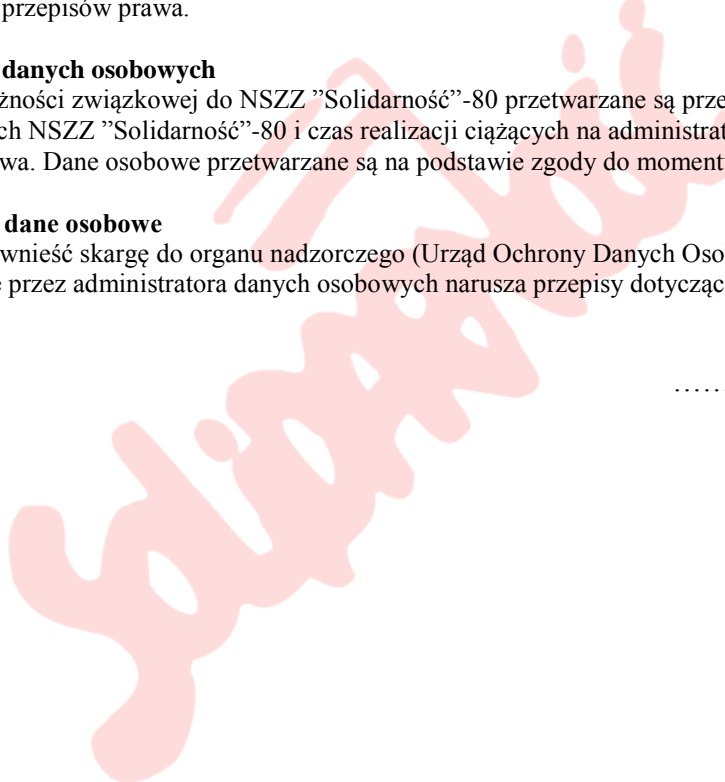 przepisów prawa.
danych osobowych
żności związkowej do NSZZ ”Solidarność”-80 przetwarzane są prze
ch NSZZ ”Solidarność”-80 i czas realizacji ciążących na administrat
wa. Dane osobowe przetwarzane są na podstawie zgody do moment
dane osobowe
wnieść skargę do organu nadzorczego (Urząd Ochrony Danych Oso
e przez administratora danych osobowych narusza przepisy dotycząc
……
Solidarność